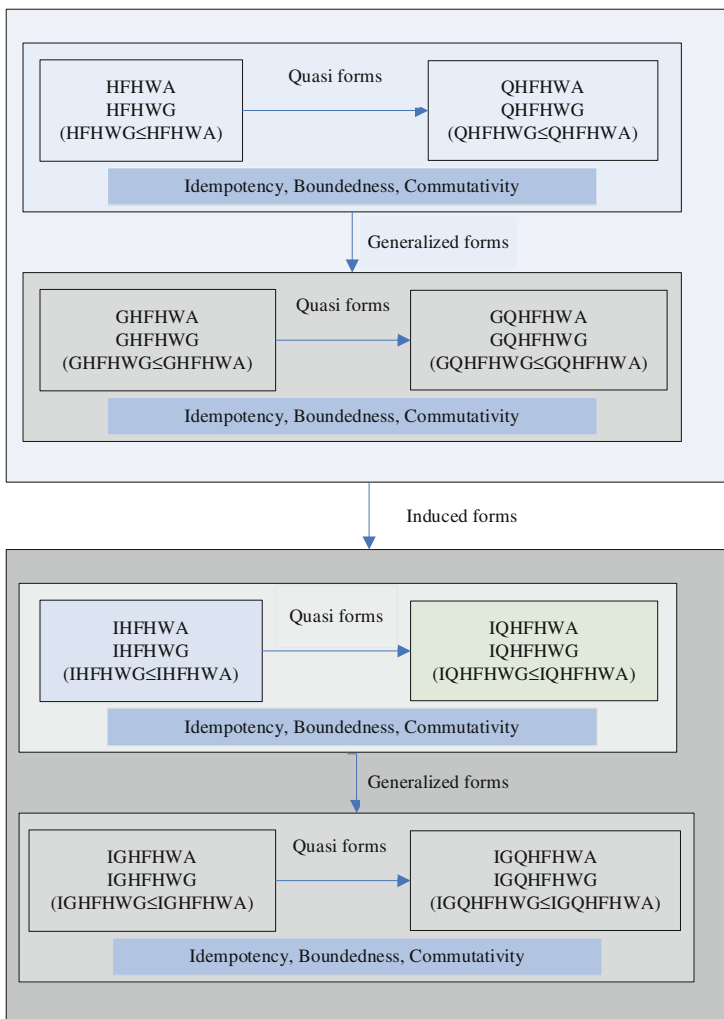 HFHWA
HFHWG
(HFHWG≤HFHWA)
Quasi forms
QHFHWA
QHFHWG
(QHFHWG≤QHFHWA)
Idempotency, Boundedness, Commutativity
Generalized forms
GHFHWA
GHFHWG
(GHFHWG≤GHFHWA)
Quasi forms
GQHFHWA
GQHFHWG
(GQHFHWG≤GQHFHWA)
Idempotency, Boundedness, Commutativity
Induced forms
IHFHWA
IHFHWG
(IHFHWG≤IHFHWA)
Quasi forms
IQHFHWA
IQHFHWG
(IQHFHWG≤IQHFHWA)
Idempotency, Boundedness, Commutativity
Generalized forms
IGHFHWA
IGHFHWG
(IGHFHWG≤IGHFHWA)
Quasi forms
IGQHFHWA
IGQHFHWG
(IGQHFHWG≤IGQHFHWA)
Idempotency, Boundedness, Commutativity